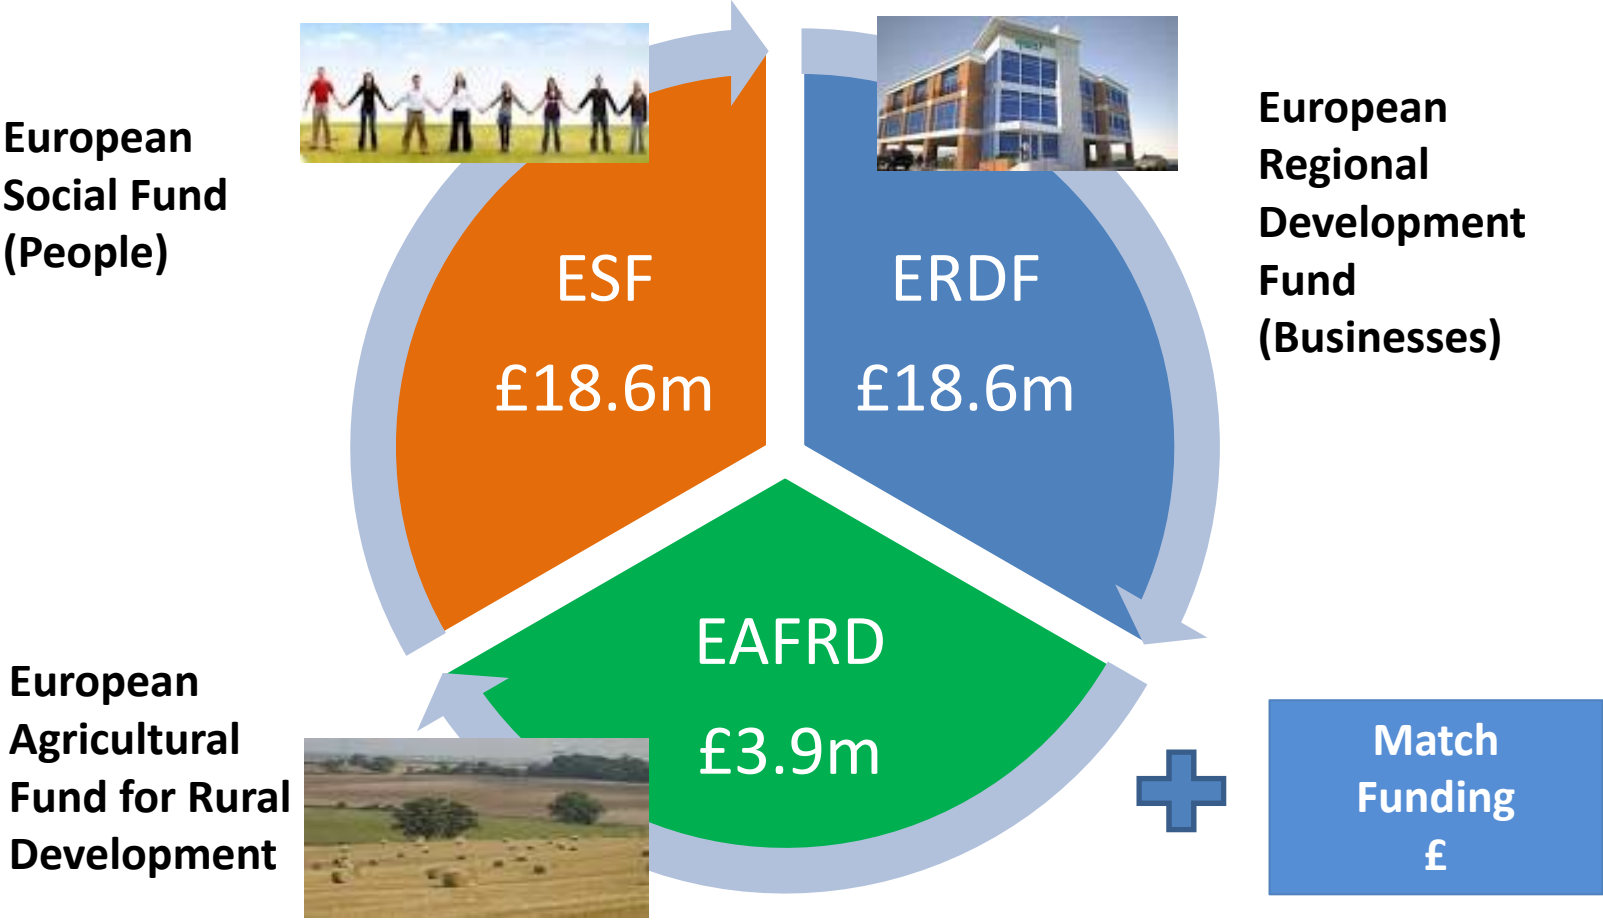 European
Social Fund
(People)
ESF
£18.6m
ERDF
£18.6m
European
Regional
Development
Fund
(Businesses)
EAFRD
£3.9m
European
Agricultural
Fund for Rural
Development
Match
Funding
£